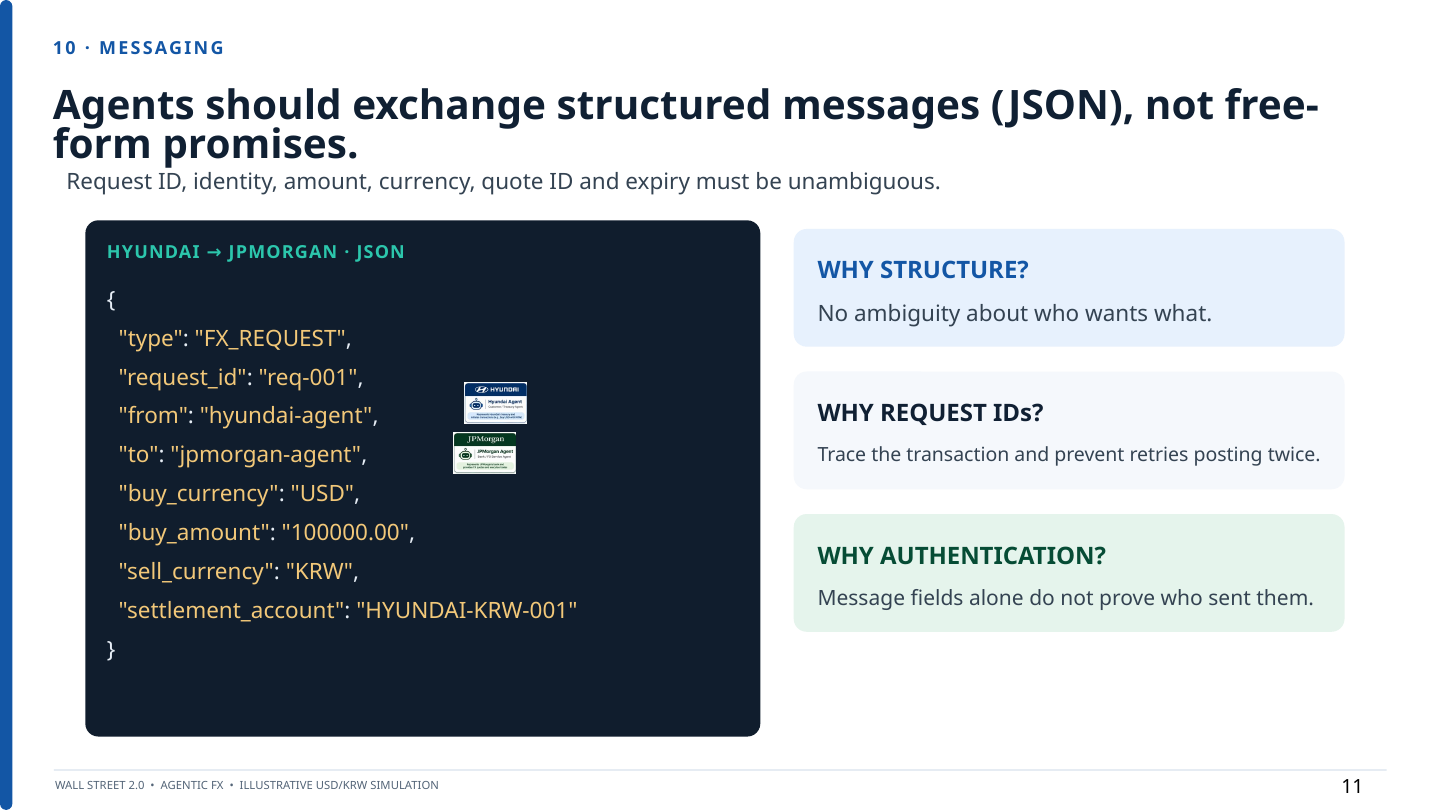 10 · MESSAGING
Agents should exchange structured messages (JSON), not free-
form promises.
Request ID, identity, amount, currency, quote ID and expiry must be unambiguous.
HYUNDAI → JPMORGAN · JSON
{
"type": "FX_REQUEST",
"request_id": "req-001",
"from": "hyundai-agent",
HYUNDAI
Hyundai Agent
"to": "jpmorgan-agent",
JPMorgan
JPMorgan Agent
"buy_currency": "USD",
"buy_amount": "100000.00",
"sell_currency": "KRW",
"settlement_account": "HYUNDAI-KRW-001"
}
WHY STRUCTURE?
No ambiguity about who wants what.
WHY REQUEST IDs?
Trace the transaction and prevent retries posting twice.
WHY AUTHENTICATION?
Message fields alone do not prove who sent them.
WALL STREET 2.0 • AGENTIC FX • ILLUSTRATIVE USD/KRW SIMULATION
11